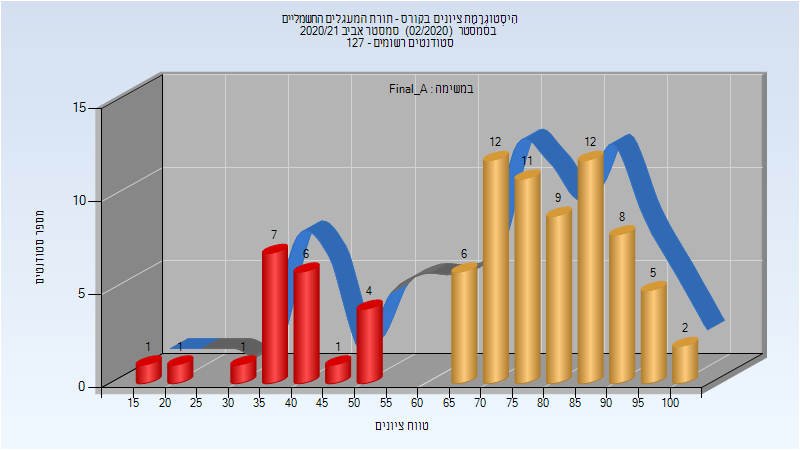 היסטוגרמת ציונים בקורס - תורת המעגלים החשמליים
בסמסטר (02/2020) סמסטר אביב 2020/21
סטודנטים רשומים - 127
במשימה : Final_A
מספר סטודנטים
15
10
5
0
1 1 1 7 6 1 4 6 12 11 9 12 8 5 2
15 20 25 30 35 40 45 50 55 60 65 70 75 80 85 90 95 100
טווח ציונים